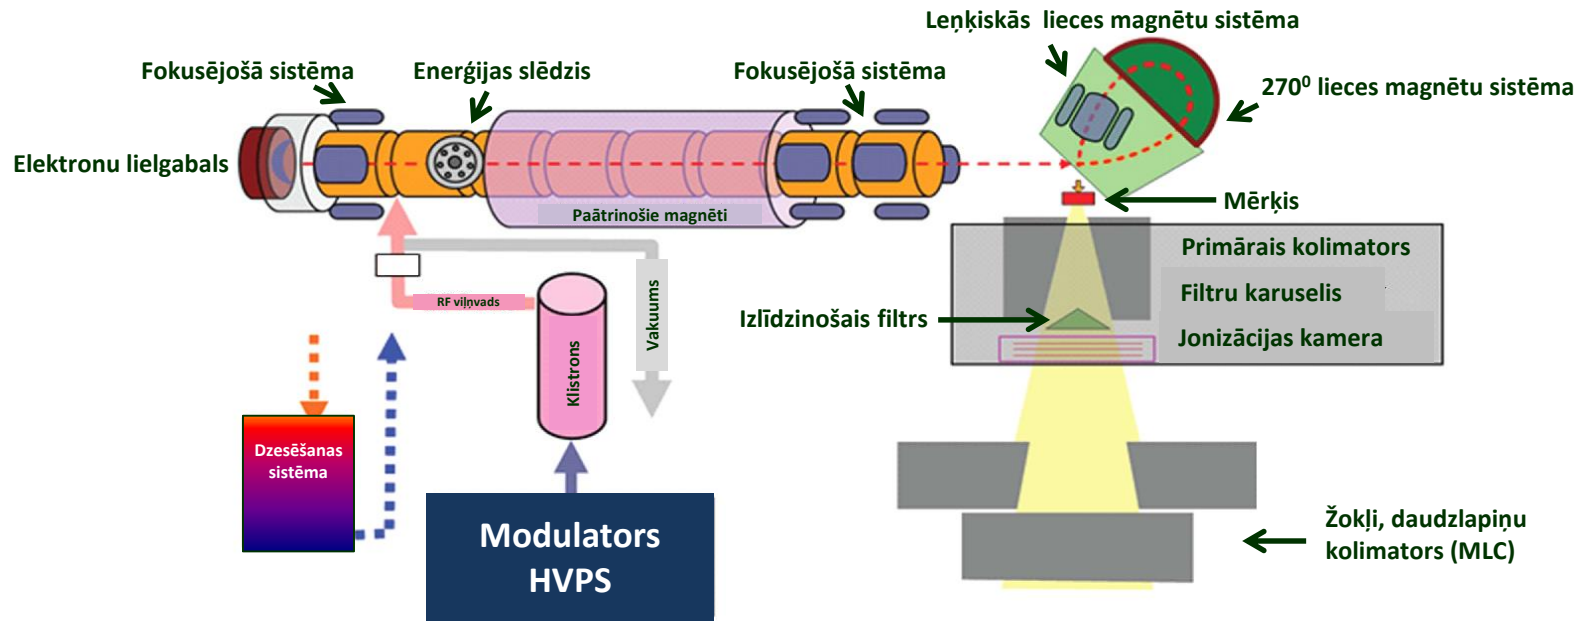 Leņķiskās lieces magnētu sistēma
Fokusējošā sistēma
Enerģijas slēdzis
Fokusējošā sistēma
270⁰ lieces magnētu sistēma
Elektronu lielgabals
Mērķis
Paātrinošie magnēti
Primārais kolimators
Filtru karuselis
RF viļņvads
Vakuums
Izlīdzinošais filtrs
Jonizācijas kamera
Klistrons
Dzesēšanas
sistēma
Modulators
HVPS
Žokļi, daudzlapiņu
kolimators (MLC)